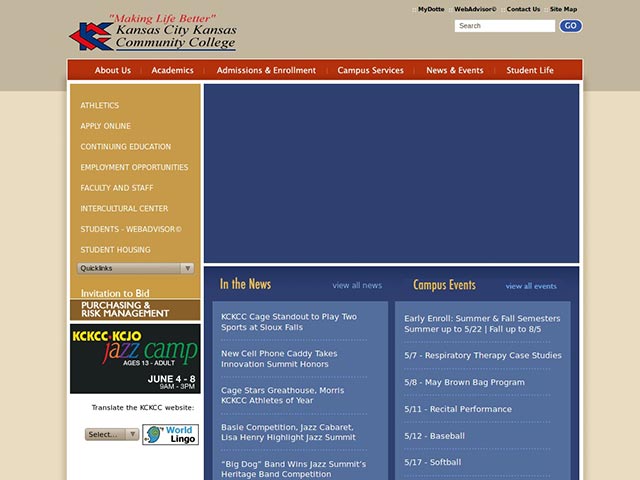 "Making Life Better"
Kansas City Kansas
Community College
:: MyDotte :: WebAdvisor© :: Contact Us :: Site Map
Search
GO
About Us | Academics | Admissions & Enrollment | Campus Services | News & Events | Student Life
ATHLETICS
APPLY ONLINE
CONTINUING EDUCATION
EMPLOYMENT OPPORTUNITIES
FACULTY AND STAFF
INTERCULTURAL CENTER
STUDENTS - WEBADVISOR©
STUDENT HOUSING
Quicklinks
Invitation to Bid
PURCHASING &
RISK MANAGEMENT
KCKCC•KCJO
jazz camp
AGES 13 - ADULT
JUNE 4 - 8
9AM - 3PM
Translate the KCKCC website:
Select...
World
Lingo
In the News
view all news
KCKCC Cage Standout to Play Two
Sports at Sioux Falls
New Cell Phone Caddy Takes
Innovation Summit Honors
Cage Stars Greathouse, Morris
KCKCC Athletes of Year
Basie Competition, Jazz Cabaret,
Lisa Henry Highlight Jazz Summit
"Big Dog" Band Wins Jazz Summit's
Heritage Band Competition
Campus Events
view all events
Early Enroll: Summer & Fall Semesters
Summer up to 5/22 | Fall up to 8/5
5/7 - Respiratory Therapy Case Studies
5/8 - May Brown Bag Program
5/11 - Recital Performance
5/12 - Baseball
5/17 - Softball